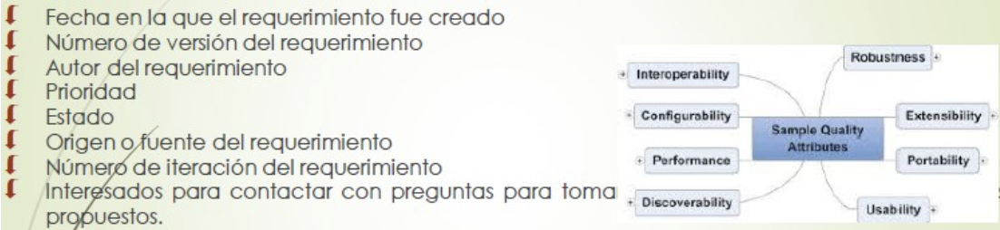 Fecha en la que el requerimiento fue creado
Número de versión del requerimiento
Autor del requerimiento
Prioridad
Estado
Origen o fuente del requerimiento
Número de iteración del requerimiento
Interesados para contactar con preguntas para toma
propuestos.
Robustness
Interoperability
Configurability
Extensibility
Sample Quality
Attributes
Performance
Portability
Discoverability
Usability